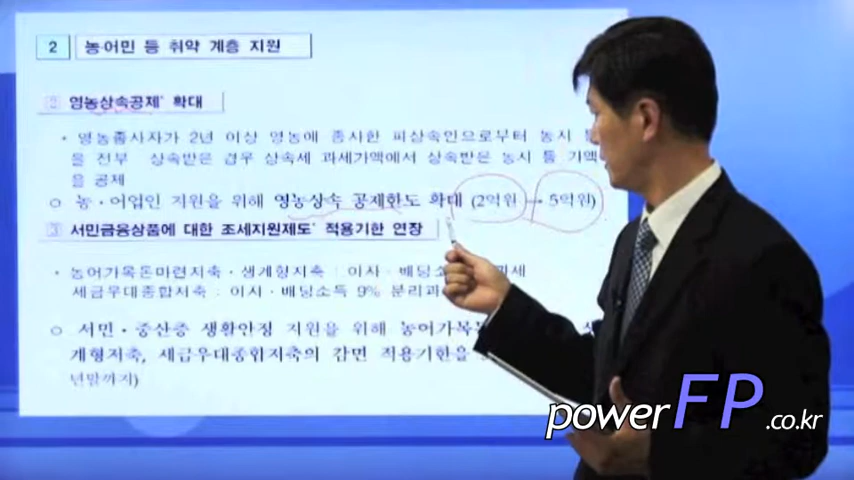 2 농·어민 등 취약 계층 지원
② 영농상속공제* 확대
* 영농종사자가 2년 이상 영농에 종사한 피상속인으로부터 농지 등
을 전부 상속받은 경우 상속세 과세가액에서 상속받은 농지 등 가액
을 공제
○ 농·어업인 지원을 위해 영농상속 공제한도 확대 (2억원 → 5억원)
③ 서민금융상품에 대한 조세지원제도* 적용기한 연장
* 농어가목돈마련저축·생계형저축 : 이자·배당소 과세
세금우대종합저축 : 이자·배당소득 9% 분리과
○ 서민·중산층 생활안정 지원을 위해 농어가목
계형저축, 세금우대종합저축의 감면 적용기한을
년말까지)
powerFP.co.kr